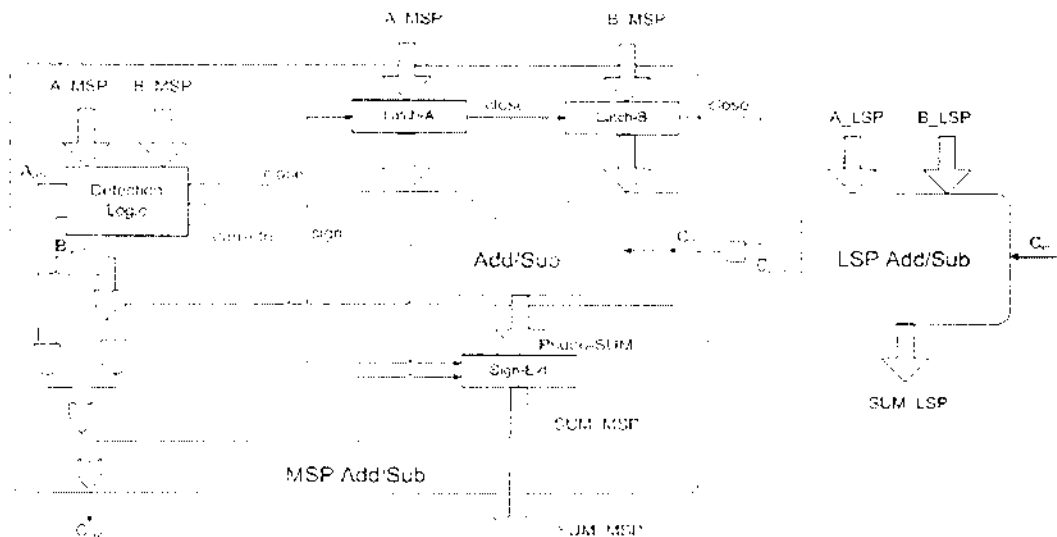 A_MSP B_MSP
A_MSP B_MSP
Latch-A close Latch-B close
A_LSP B_LSP
close
Detection
Logic
sign
Add/Sub
LSP Add/Sub
Sign-Ext
SUM_LSP
SUM_MSP
MSP Add/Sub
SUM_MSP